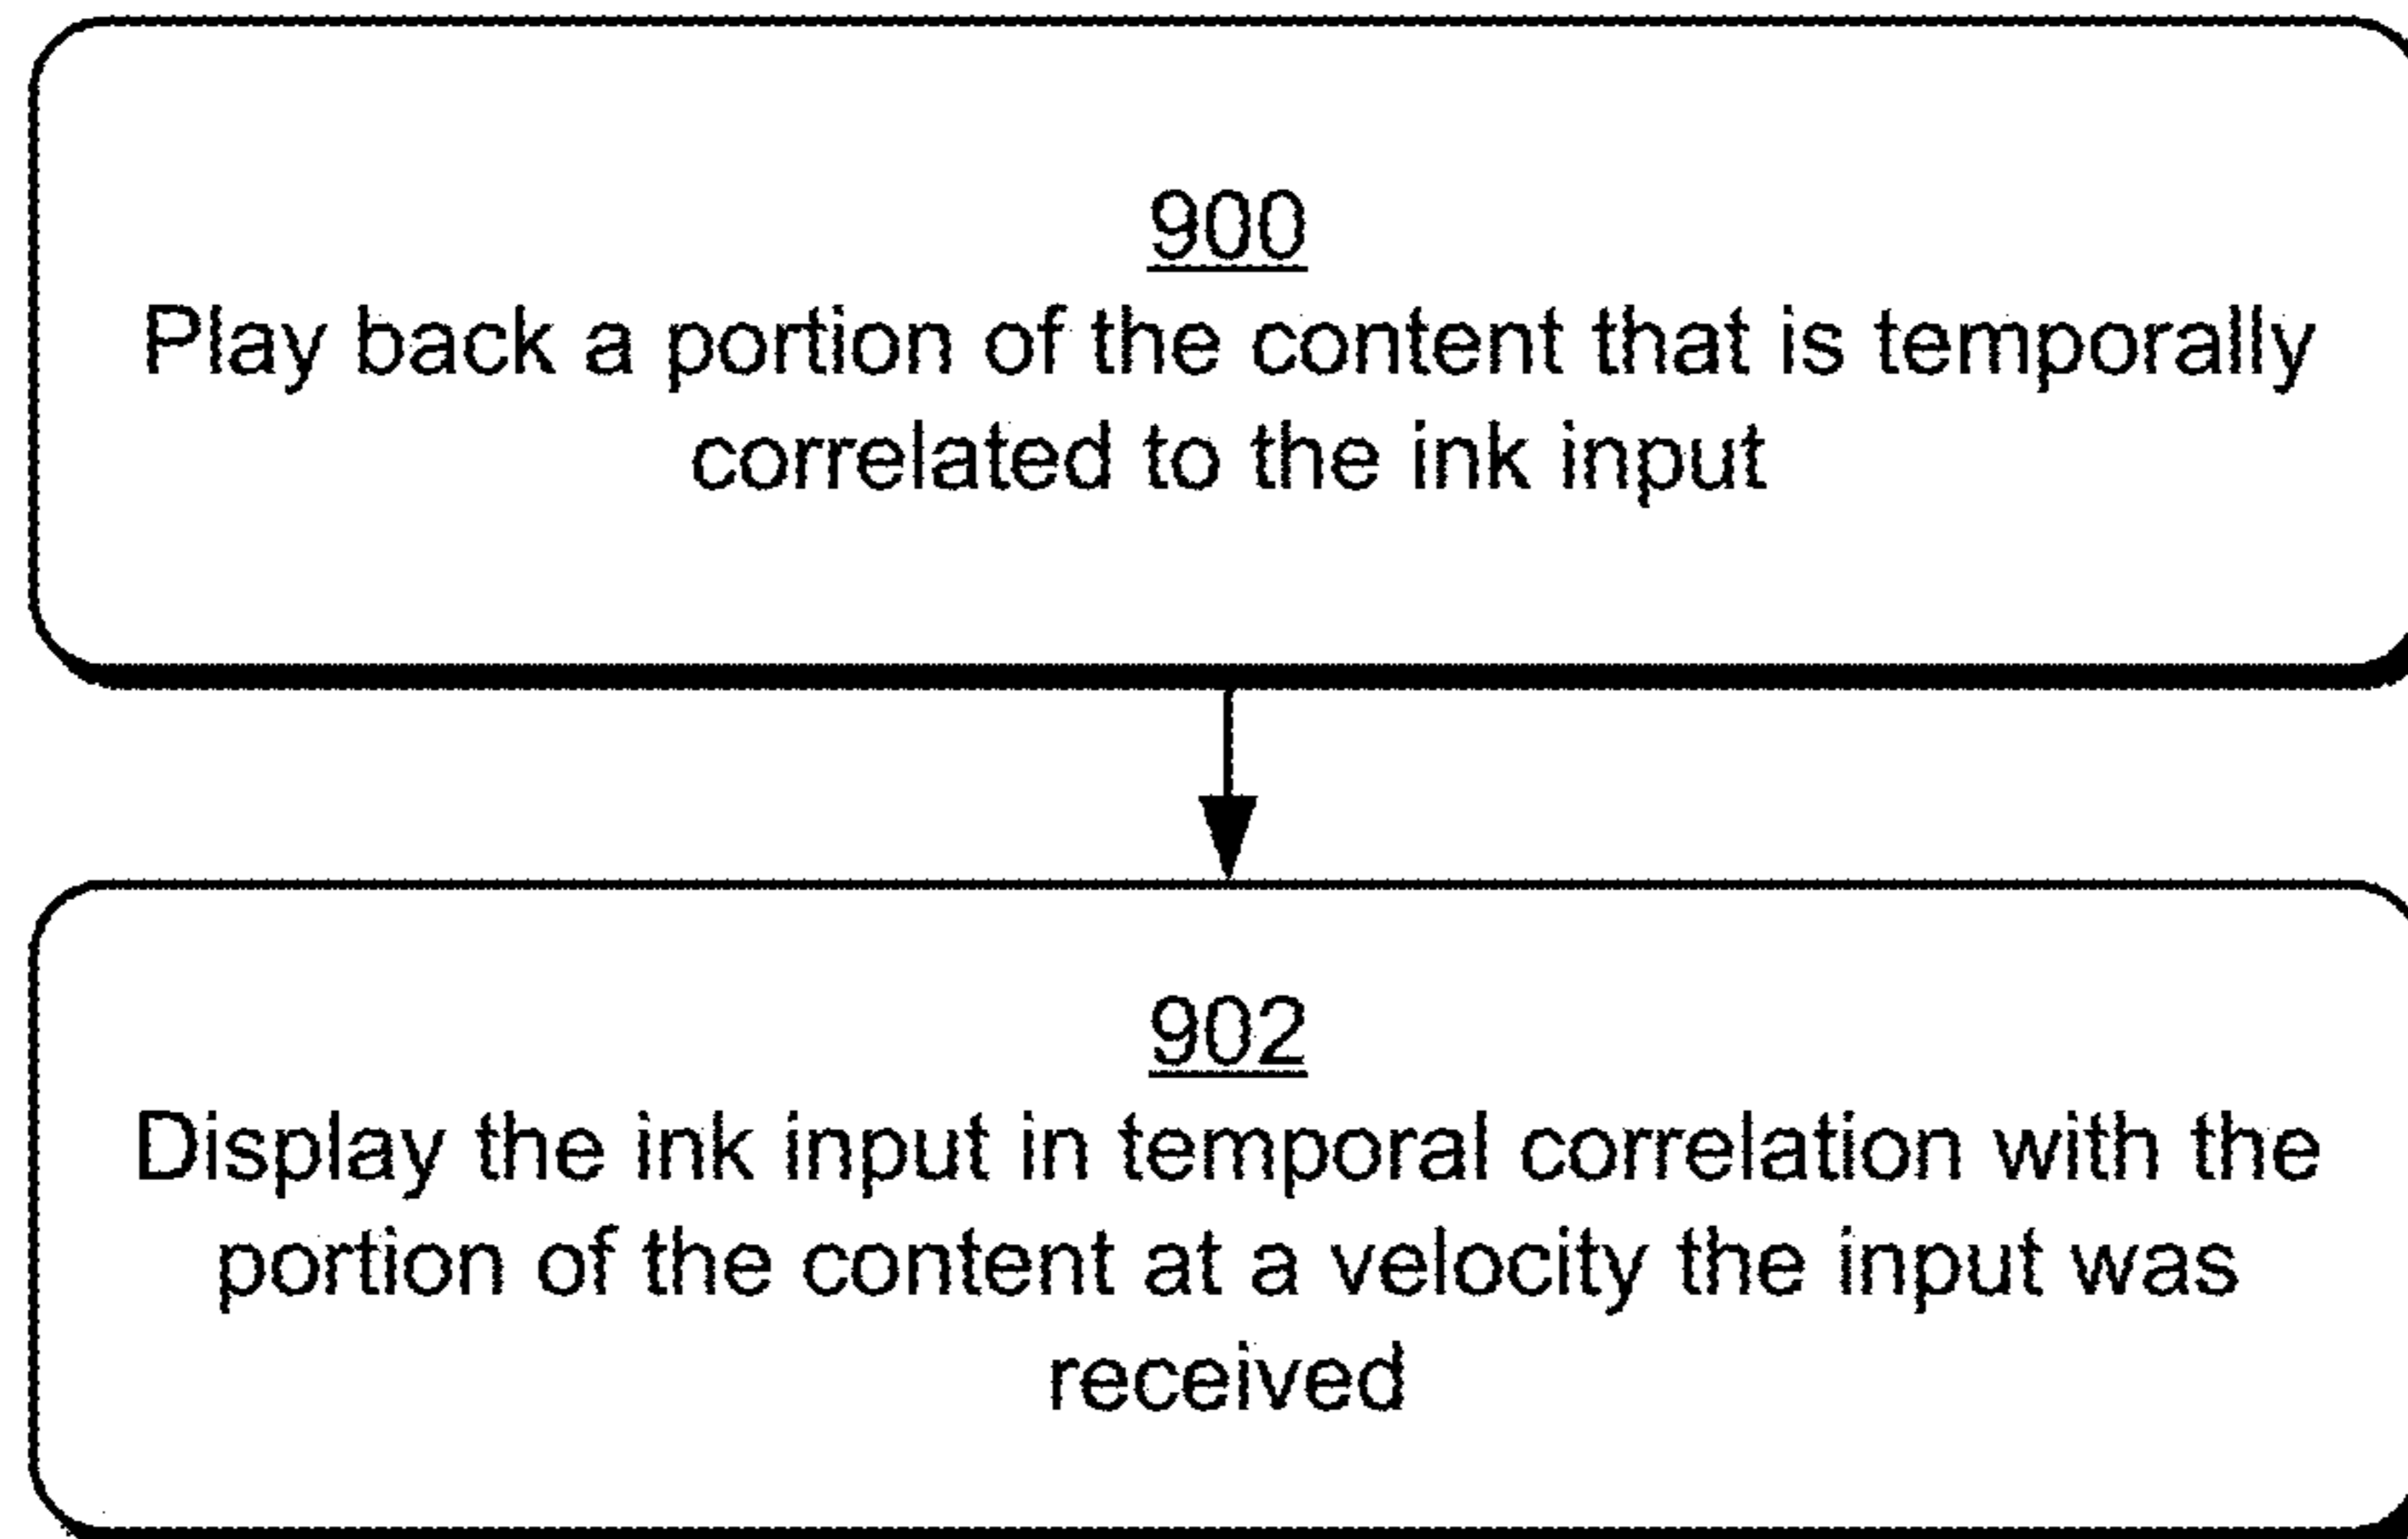 900
Play back a portion of the content that is temporally
correlated to the ink input
902
Display the ink input in temporal correlation with the
portion of the content at a velocity the input was
received